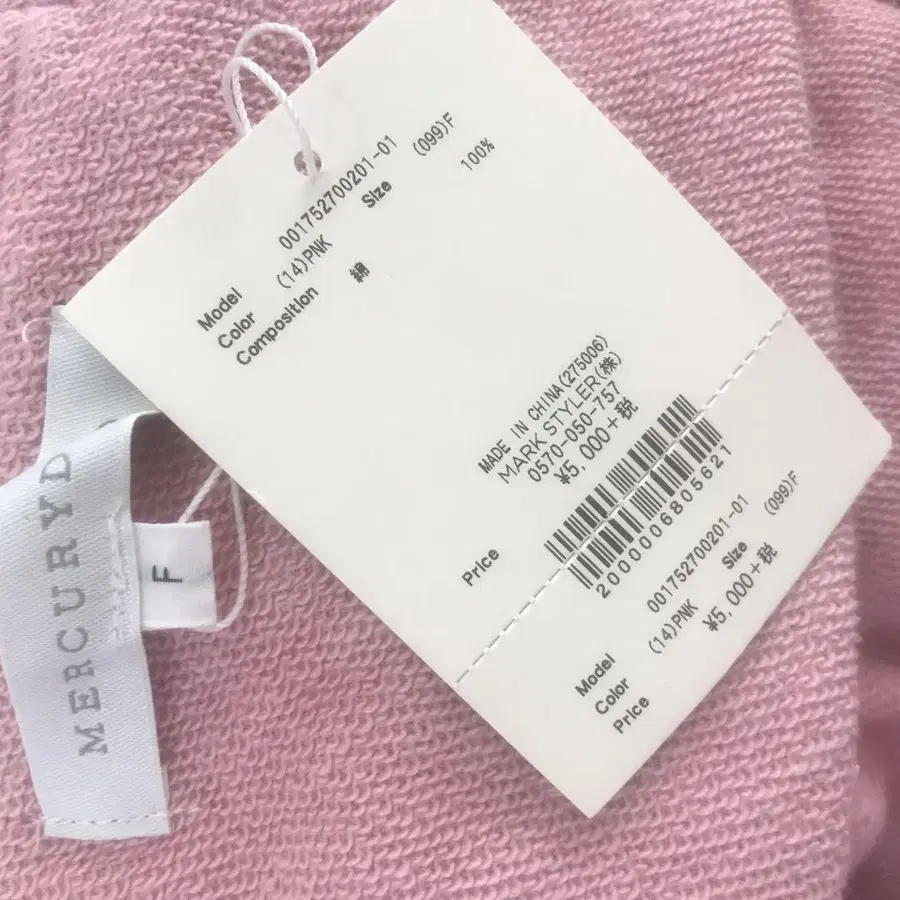 Model 001752700201-01
Color (14)PNK Size (099)F
Composition 綿 100%
MADE IN CHINA(275006)
MARK STYLER(株)
0570-050-757
Price ¥5,000+税
2000006805621
Model 001752700201-01
Color (14)PNK Size (099)F
Price ¥5,000+税
MERCURYD
F